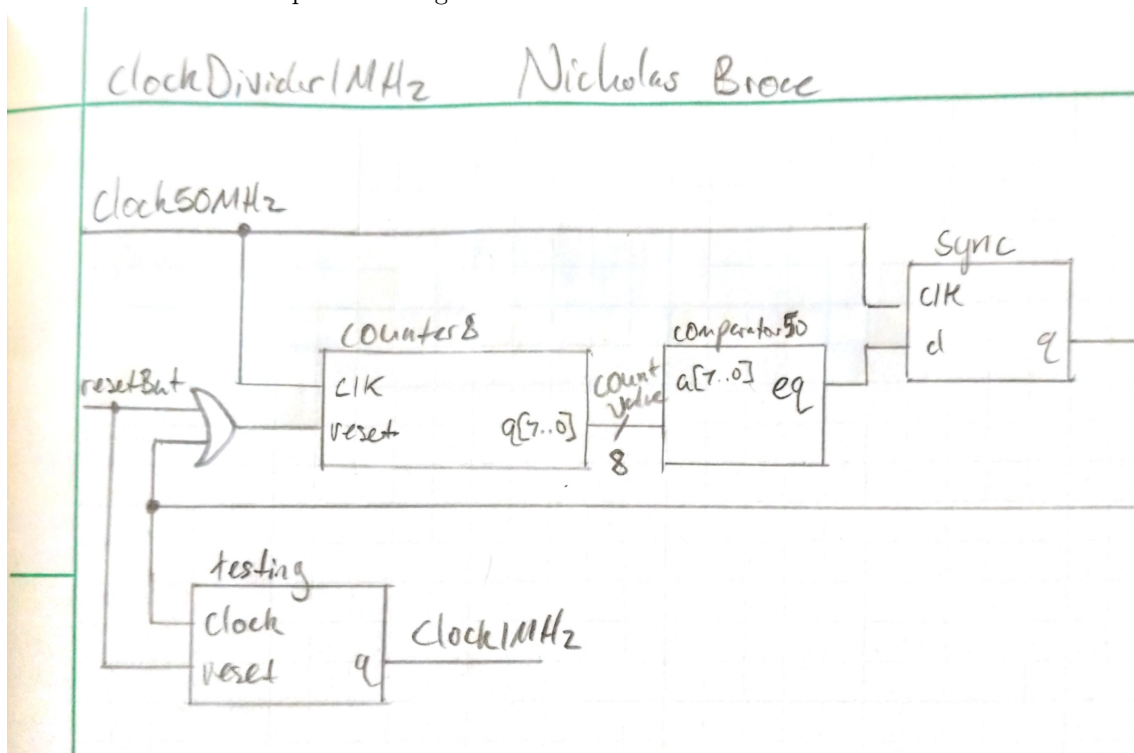 ClockDivider1MHz Nicholas Broce
Clock50MHz
Sync
clk
d q
counter8
clk
reset q[7..0]
count
value
8
comparator50
a[7..0] eq
resetBut
testing
clock
reset q
Clock1MHz